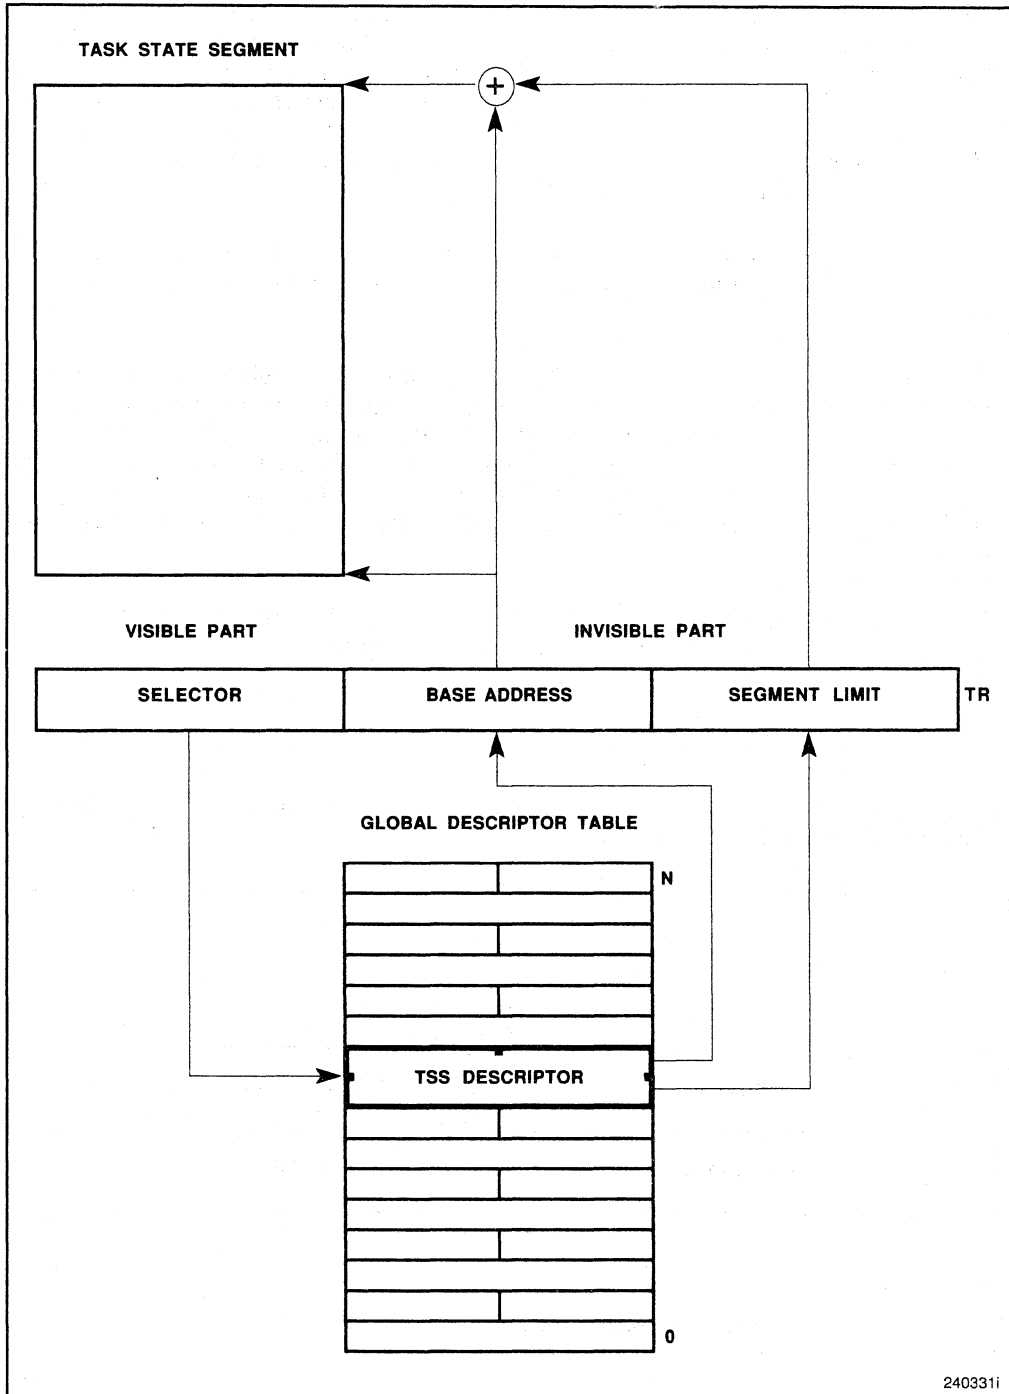 TASK STATE SEGMENT
+
VISIBLE PART
INVISIBLE PART
SELECTOR
BASE ADDRESS
SEGMENT LIMIT
TR
GLOBAL DESCRIPTOR TABLE
N
TSS DESCRIPTOR
0
240331i